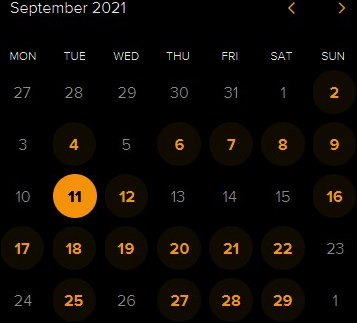 September 2021
MON TUE WED THU FRI SAT SUN
27 28 29 30 31 1 2
3 4 5 6 7 8 9
10 11 12 13 14 15 16
17 18 19 20 21 22 23
24 25 26 27 28 29 1